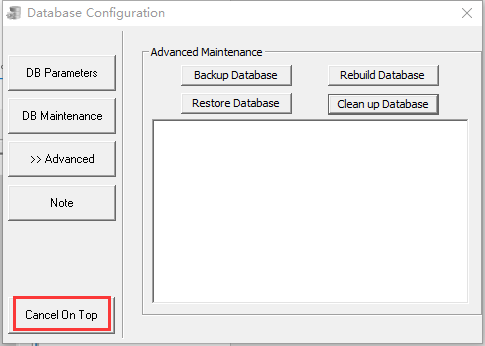 Database Configuration
DB Parameters
DB Maintenance
>> Advanced
Note
Cancel On Top
Advanced Maintenance
Backup Database
Rebuild Database
Restore Database
Clean up Database